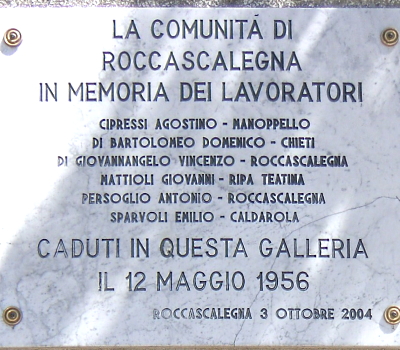 LA COMUNITÀ DI
ROCCASCALEGNA
IN MEMORIA DEI LAVORATORI
CIPRESSI AGOSTINO - MANOPPELLO
DI BARTOLOMEO DOMENICO - CHIETI
DI GIOVANNANGELO VINCENZO - ROCCASCALEGNA
MATTIOLI GIOVANNI - RIPA TEATINA
PERSOGLIO ANTONIO - ROCCASCALEGNA
SPARVOLI EMILIO - CALDAROLA
CADUTI IN QUESTA GALLERIA
IL 12 MAGGIO 1956
ROCCASCALEGNA 3 OTTOBRE 2004